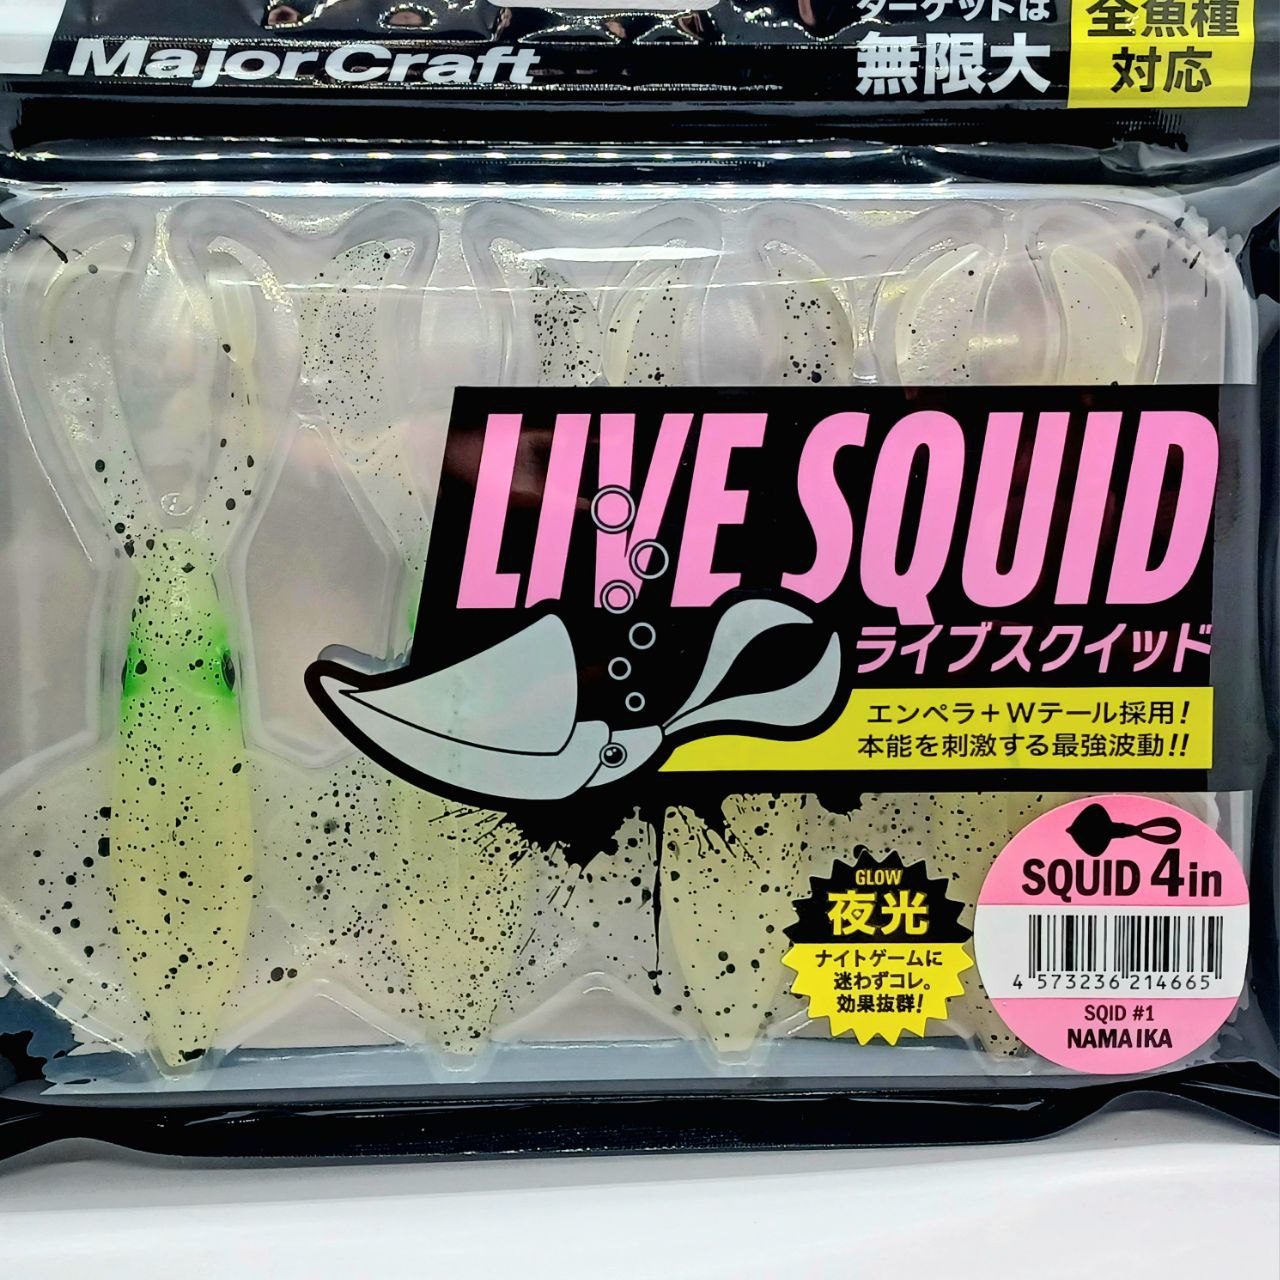 Major Craft
ターゲットは
無限大
全魚種
対応
LIVE SQUID
ライブスクイッド
エンペラ+Wテール採用!
本能を刺激する最強波動!!
GLOW
夜光
ナイトゲームに
迷わずコレ。
効果抜群!
SQUID 4in
4 573236 214665
SQID #1
NAMAIKA